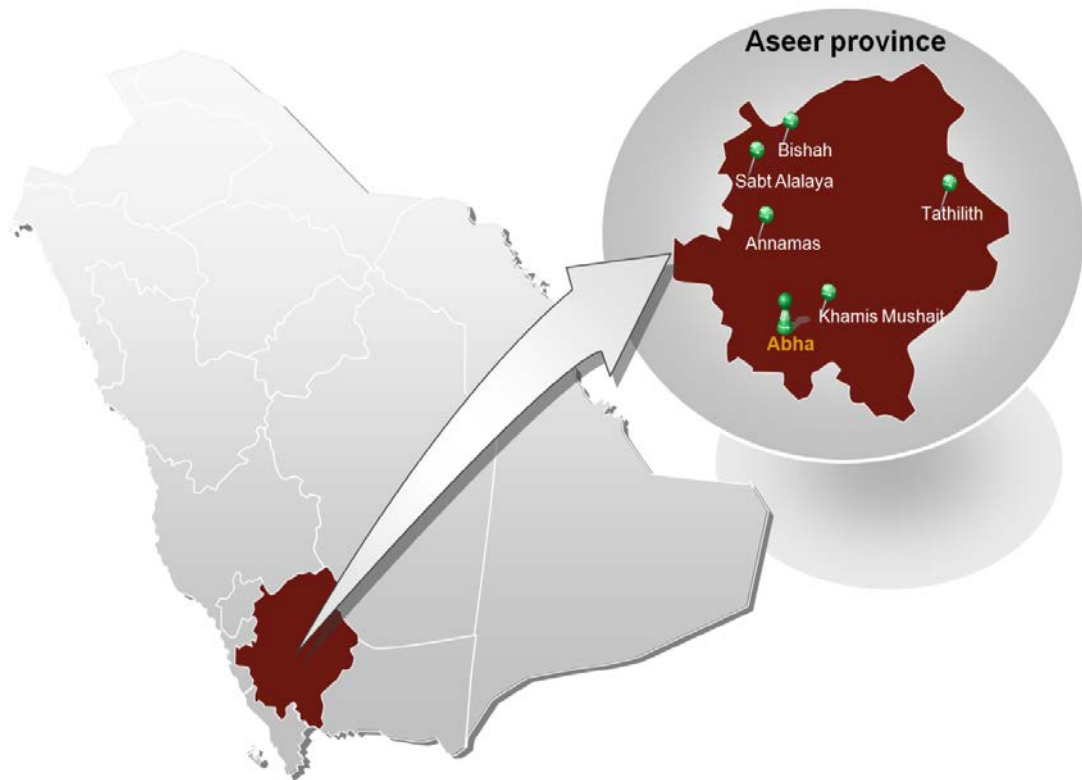 Aseer province
Bishah
Sabt Alalaya
Tathilith
Annamas
Khamis Mushait
Abha